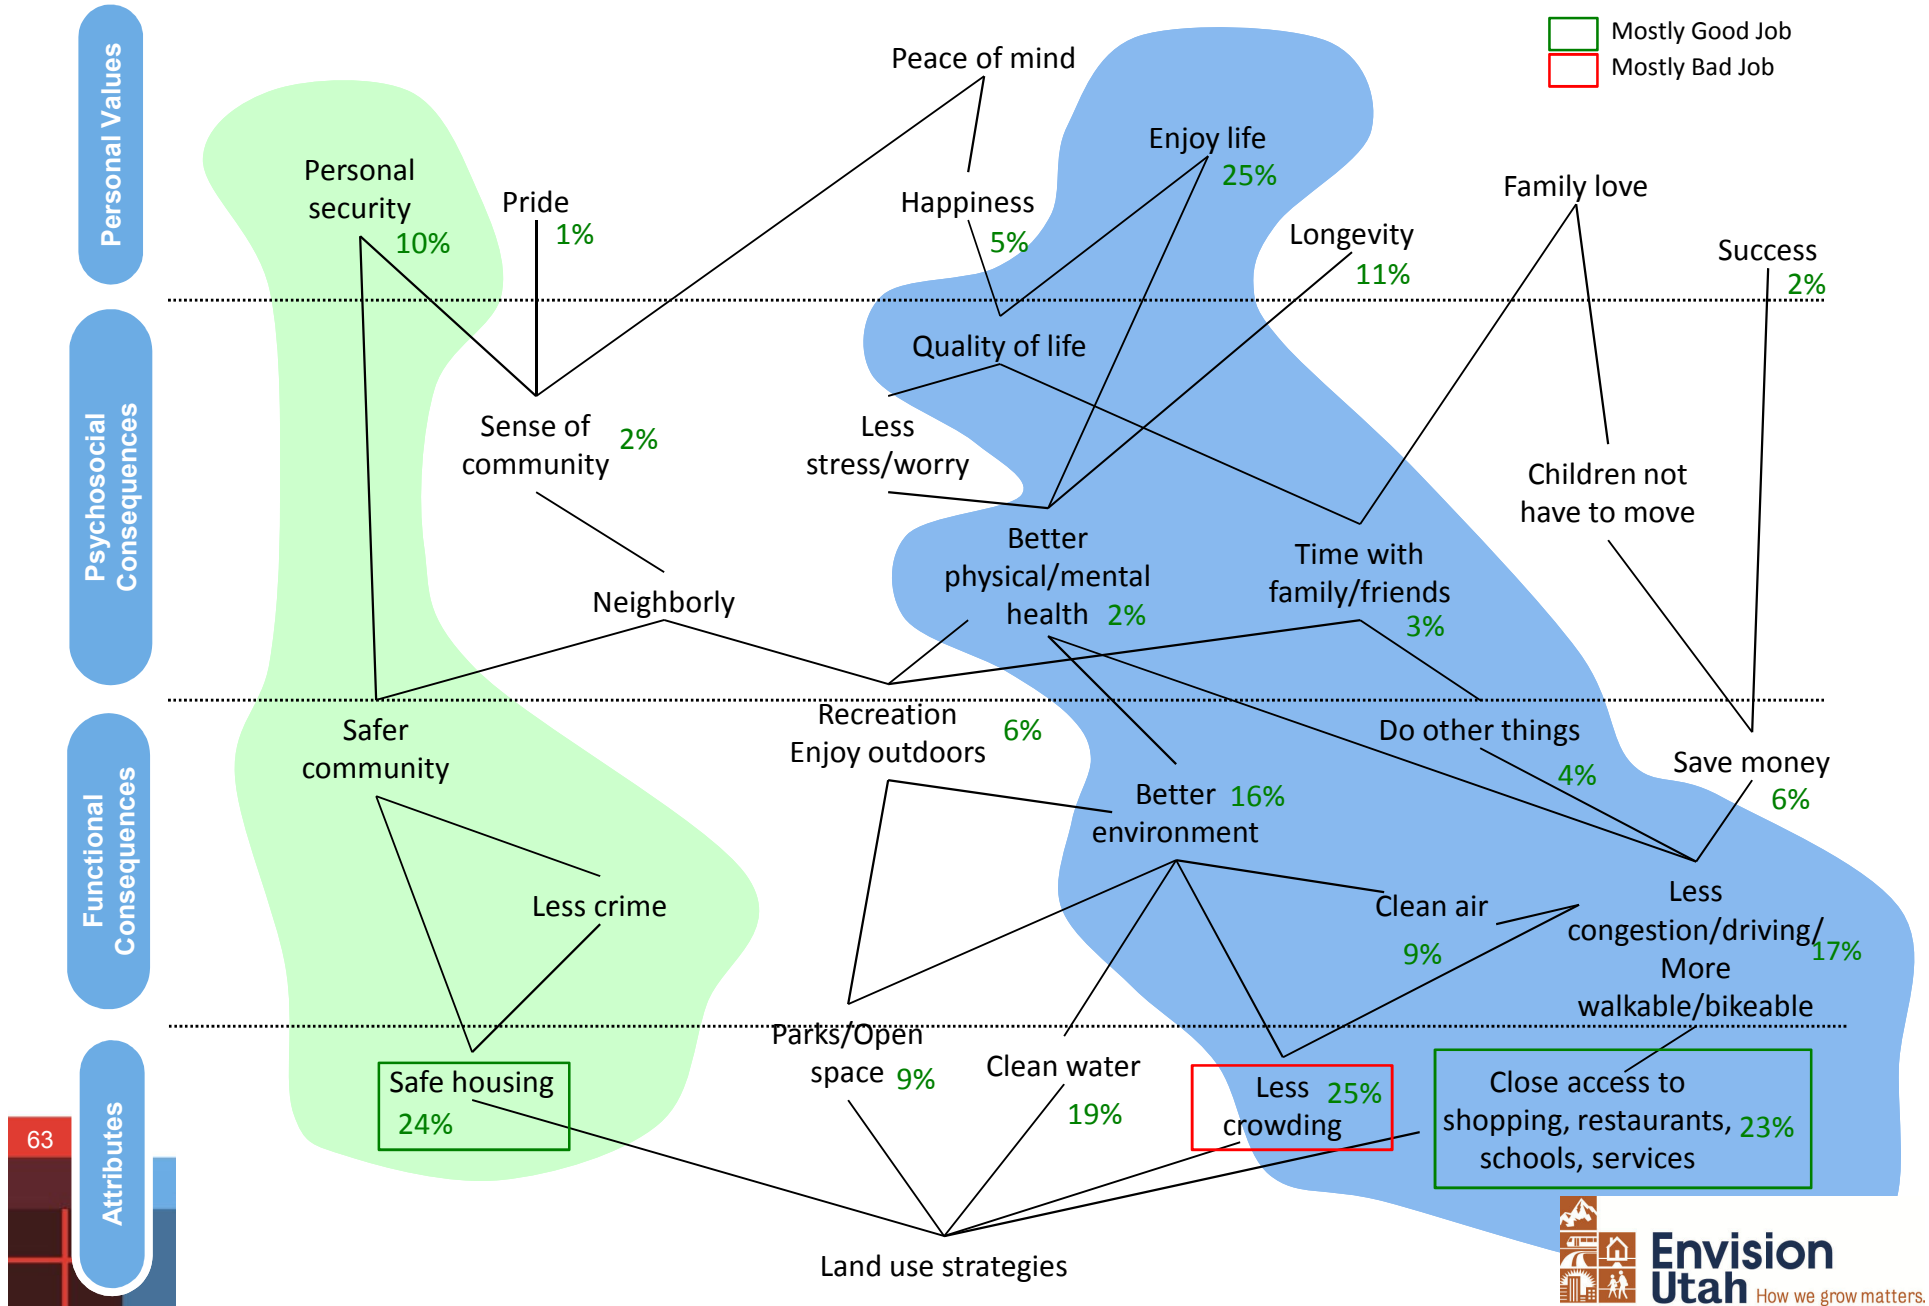 Personal Values
Psychosocial
Consequences
Functional
Consequences
Attributes
63
Mostly Good Job
Mostly Bad Job
Peace of mind
Enjoy life
25%
Personal
security
10%
Pride
1%
Happiness
5%
Family love
Longevity
11%
Success
2%
Quality of life
Sense of
community
2%
Less
stress/worry
Children not
have to move
Better
physical/mental
health 2%
Time with
family/friends
3%
Neighborly
Safer
community
Recreation
Enjoy outdoors
6%
Do other things
4%
Save money
6%
Better 16%
environment
Less crime
Clean air
9%
Less
congestion/driving/
17%
More
walkable/bikeable
Parks/Open
space 9%
Clean water
19%
Safe housing
24%
Less 25%
crowding
Close access to
shopping, restaurants, 23%
schools, services
Land use strategies
Envision
Utah How we grow matters.